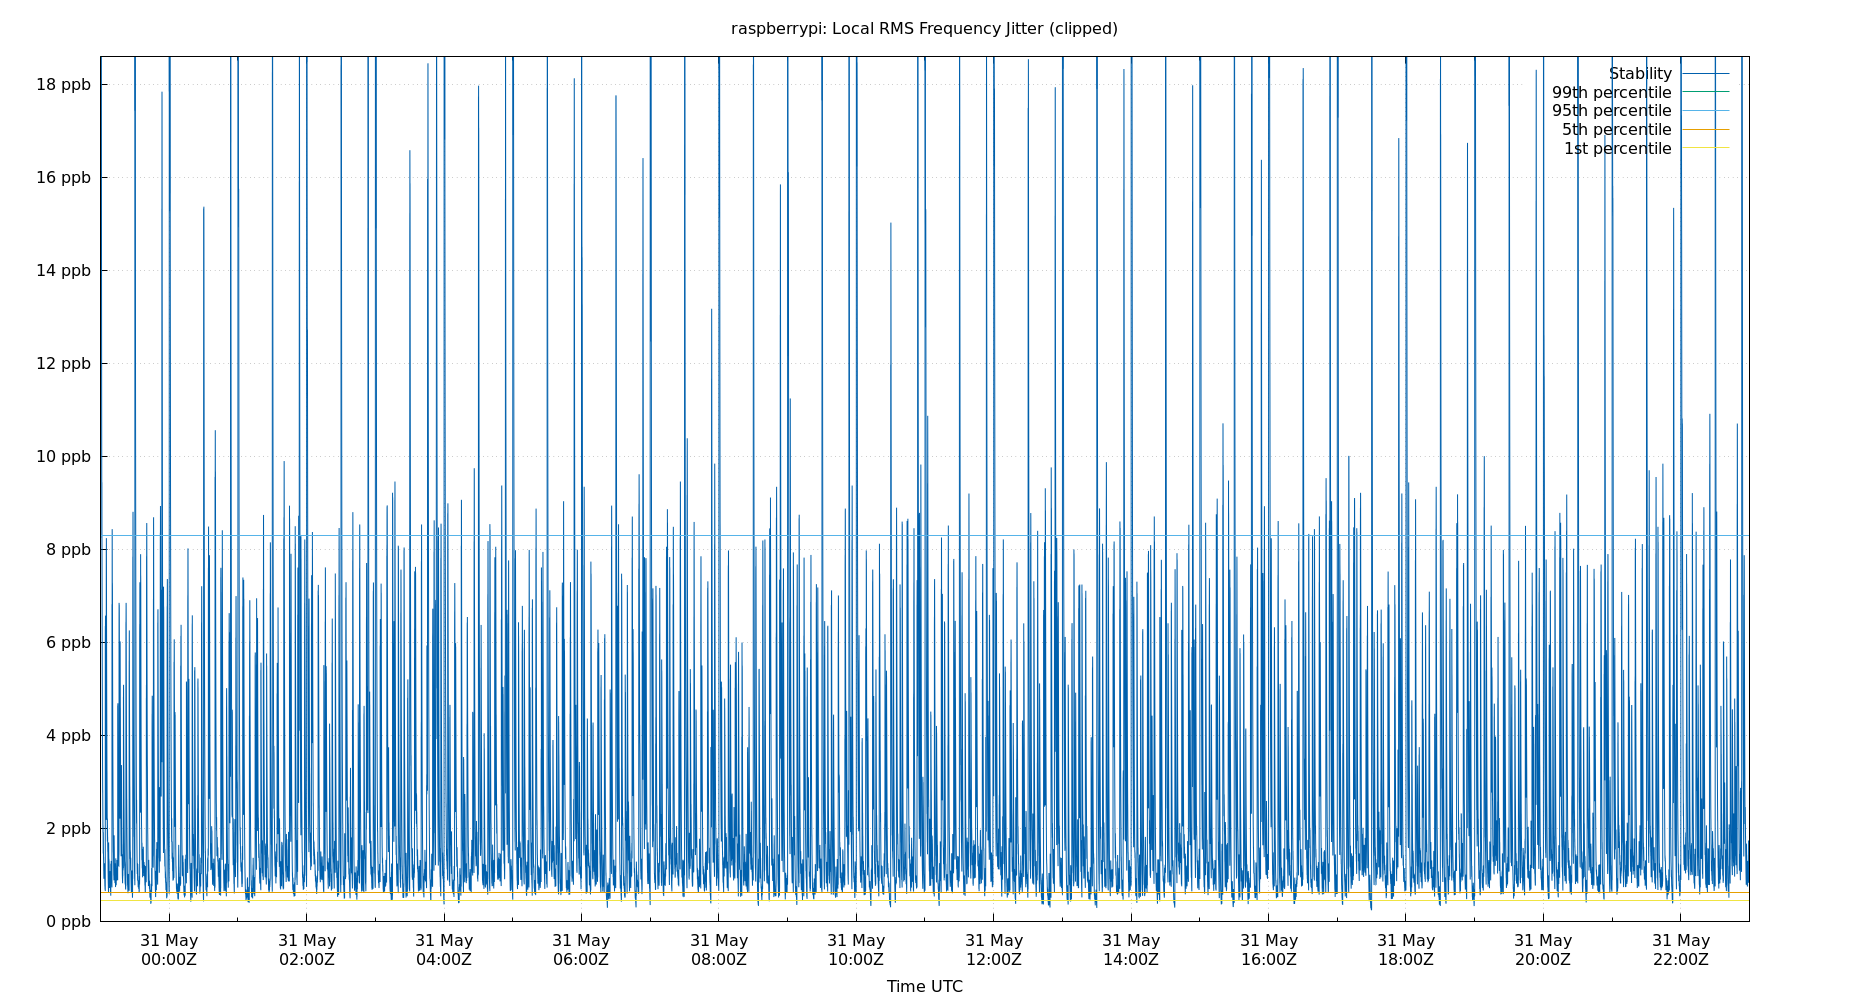 raspberrypi: Local RMS Frequency Jitter (clipped)
18 ppb
16 ppb
14 ppb
12 ppb
10 ppb
8 ppb
6 ppb
4 ppb
2 ppb
0 ppb
Stability
99th percentile
95th percentile
5th percentile
1st percentile
31 May 31 May 31 May 31 May 31 May 31 May 31 May 31 May 31 May 31 May 31 May 31 May
00:00Z 02:00Z 04:00Z 06:00Z 08:00Z 10:00Z 12:00Z 14:00Z 16:00Z 18:00Z 20:00Z 22:00Z
Time UTC